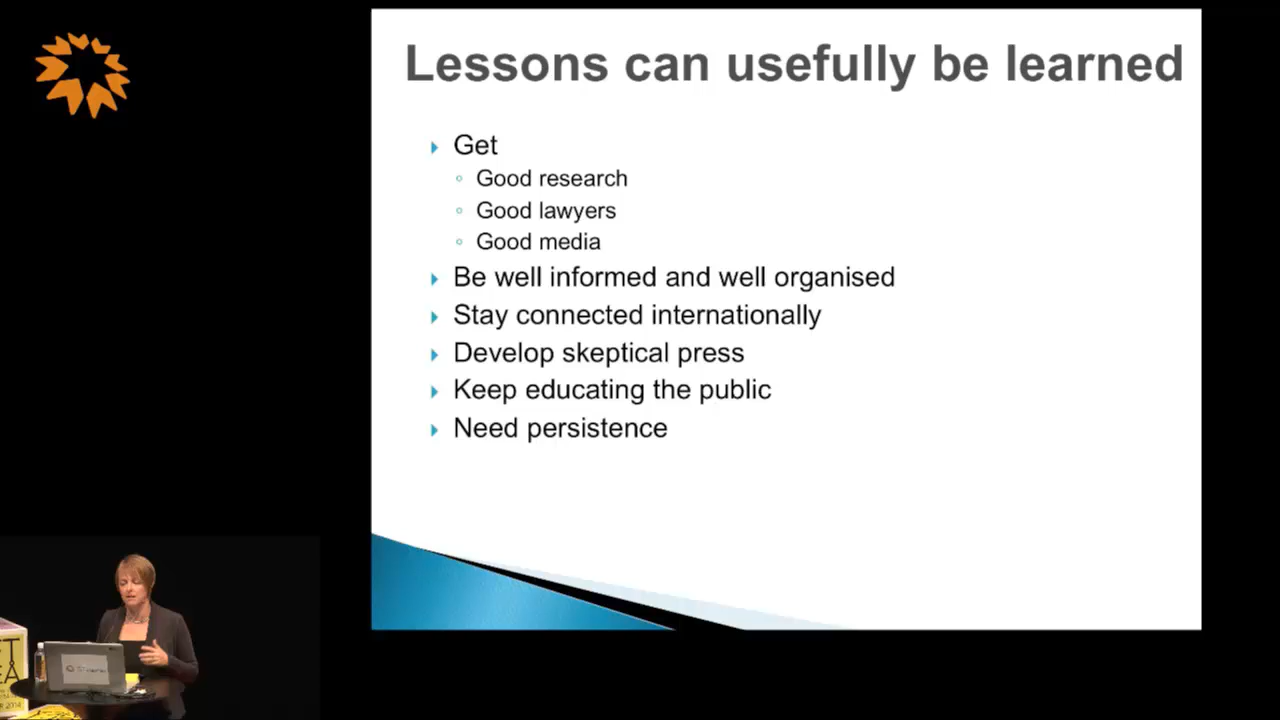 Lessons can usefully be learned
Get
Good research
Good lawyers
Good media
Be well informed and well organised
Stay connected internationally
Develop skeptical press
Keep educating the public
Need persistence
2014